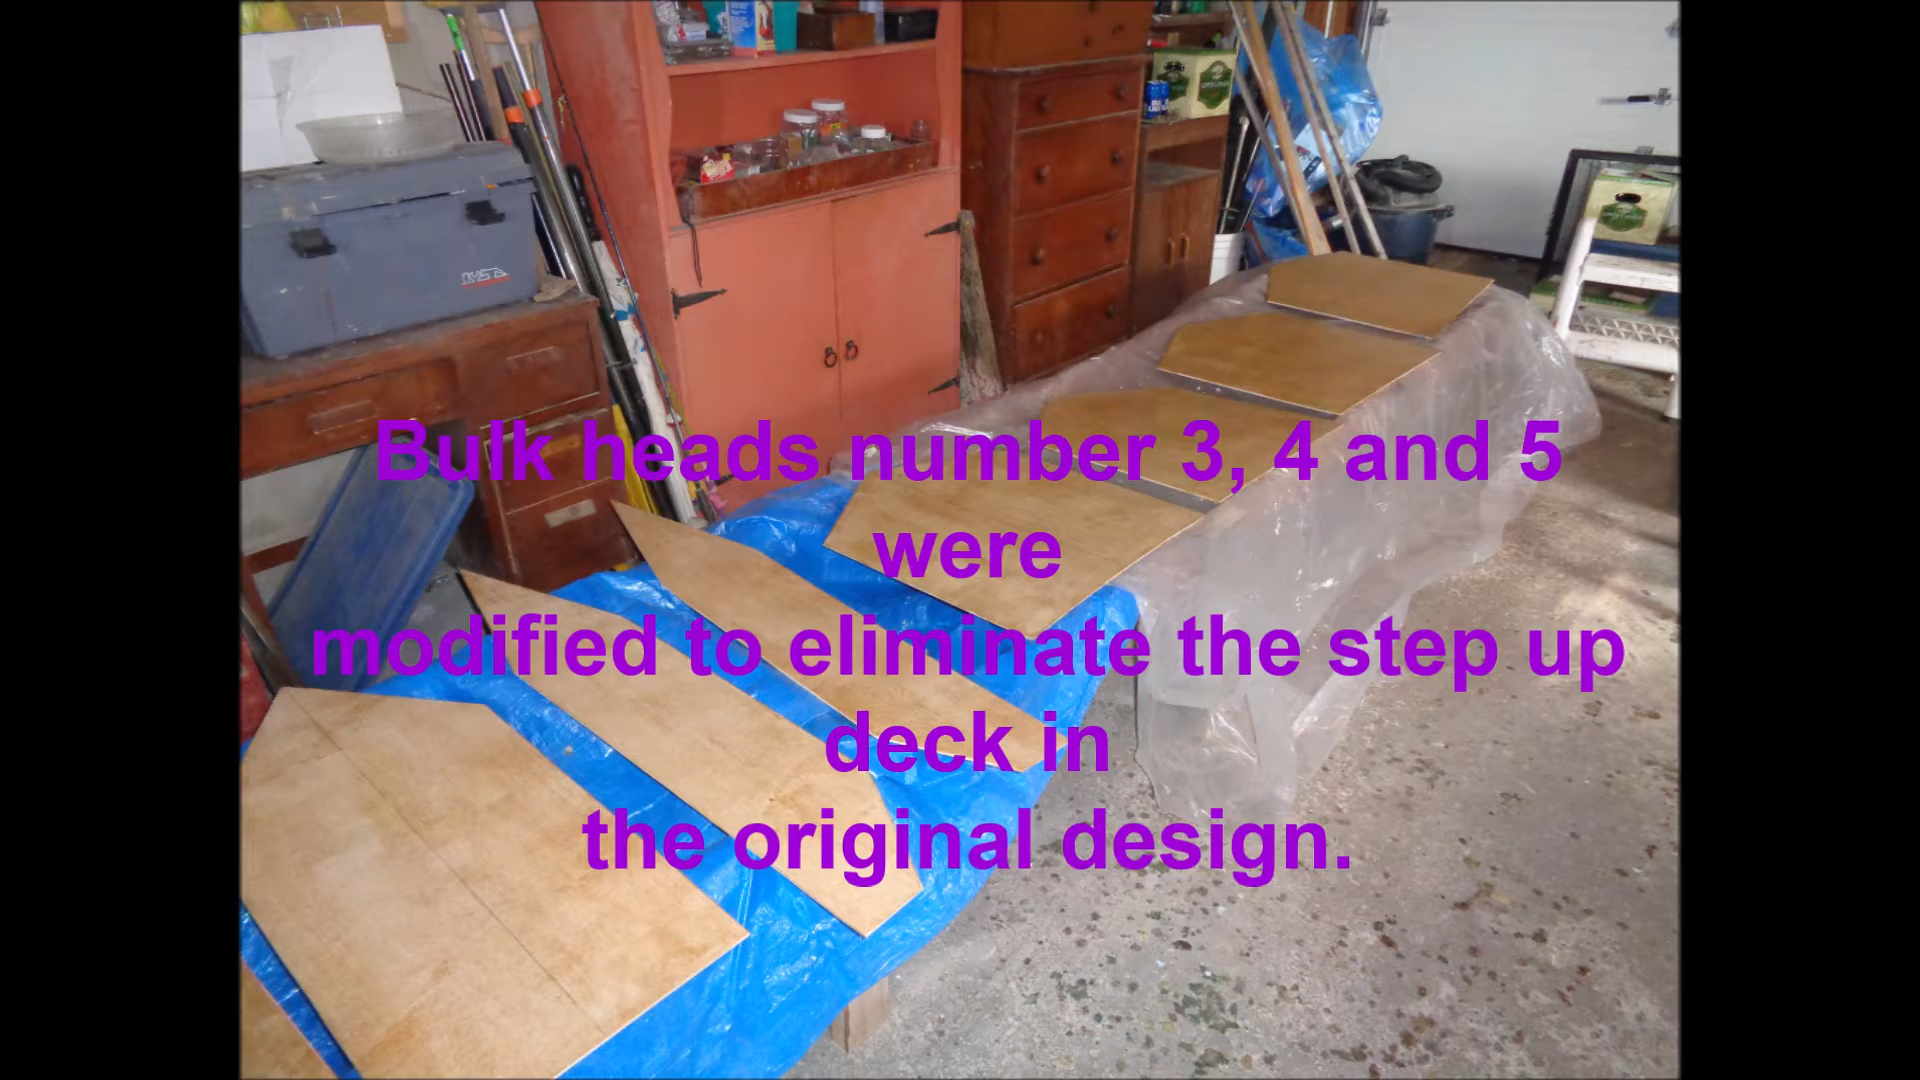 Bulk heads number 3, 4 and 5
were
modified to eliminate the step up
deck in
the original design.